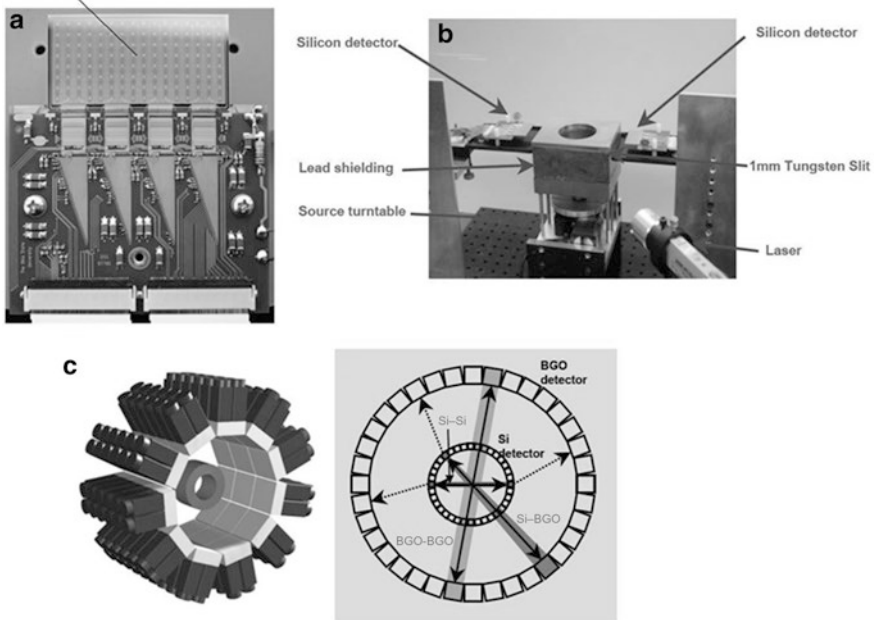 a
b
Silicon detector
Silicon detector
Lead shielding
1mm Tungsten Slit
Source turntable
Laser
c
BGO
detector
Si–Si
Si
detector
Si–BGO
BGO-BGO